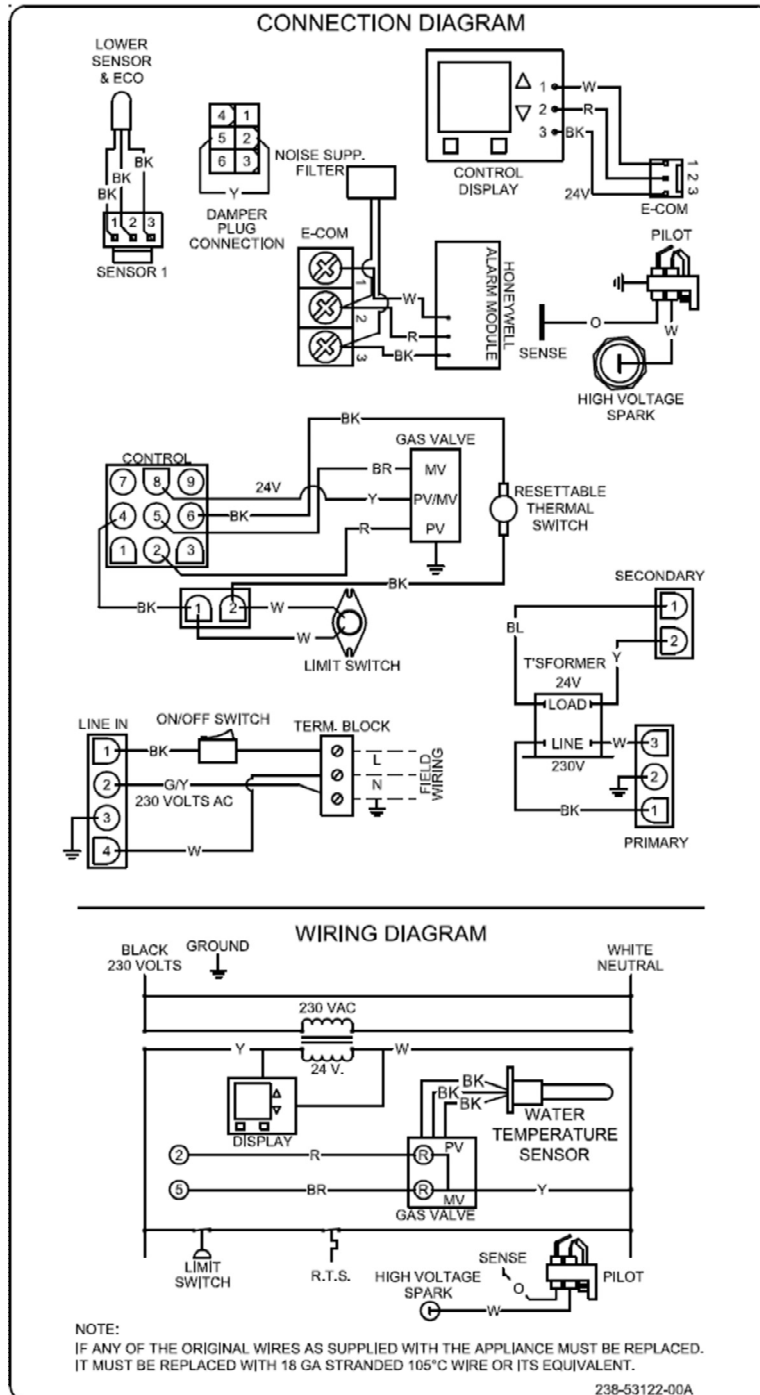 CONNECTION DIAGRAM
LOWER
SENSOR
& ECO
BK
BK
BK
1 2 3
SENSOR 1
4 1
5 2
6 3
Y
DAMPER
PLUG
CONNECTION
NOISE SUPP.
FILTER
E-COM
1
2
3
W
R
BK
HONEYWELL
ALARM MODULE
1 W
2 R
3 BK
CONTROL
DISPLAY
24V
1
2
3
E-COM
PILOT
O
W
SENSE
HIGH VOLTAGE
SPARK
CONTROL
7 8 9
4 5 6
1 2 3
BK
24V
BK
BR
Y
R
GAS VALVE
MV
PV/MV
PV
RESETTABLE
THERMAL
SWITCH
BK
BK
1 2
W
W
LIMIT SWITCH
SECONDARY
1
2
BL
Y
T'SFORMER
24V
LOAD
LINE
230V
W
BK
3
2
1
PRIMARY
LINE IN
1
2
3
4
ON/OFF SWITCH
BK
G/Y
230 VOLTS AC
W
TERM. BLOCK
L
N
FIELD
WIRING
WIRING DIAGRAM
BLACK
230 VOLTS
GROUND
WHITE
NEUTRAL
230 VAC
Y
W
24 V.
DISPLAY
BK
BK
BK
WATER
TEMPERATURE
SENSOR
2 R R PV
5 BR R MV Y
GAS VALVE
LIMIT
SWITCH
R.T.S.
HIGH VOLTAGE
SPARK
SENSE
O
W
PILOT
NOTE:
IF ANY OF THE ORIGINAL WIRES AS SUPPLIED WITH THE APPLIANCE MUST BE REPLACED.
IT MUST BE REPLACED WITH 18 GA STRANDED 105°C WIRE OR ITS EQUIVALENT.
238-53122-00A